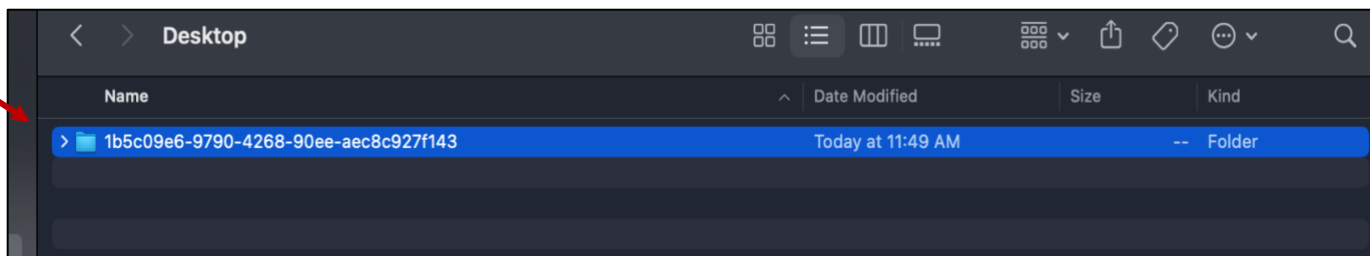 Desktop
Name Date Modified Size Kind
1b5c09e6-9790-4268-90ee-aec8c927f143 Today at 11:49 AM -- Folder